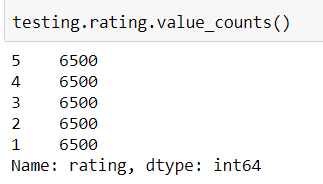 testing.rating.value_counts()
5    6500
4    6500
3    6500
2    6500
1    6500
Name: rating, dtype: int64